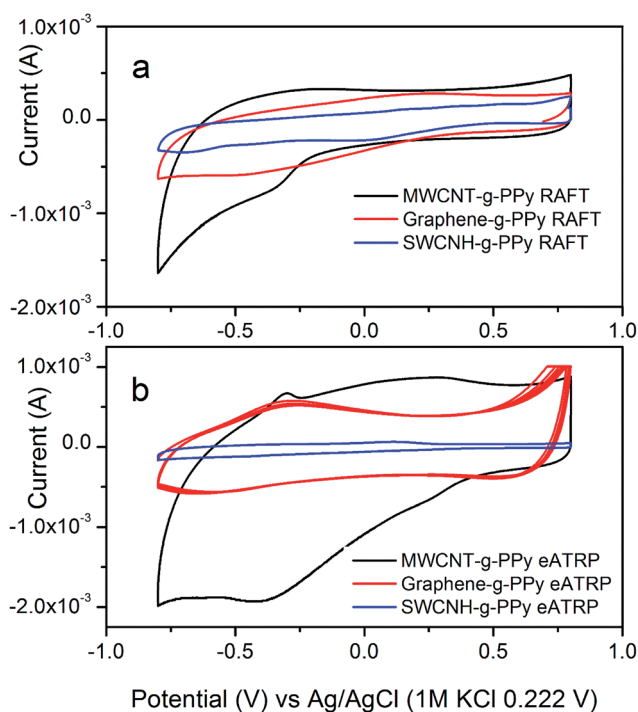 1.0x10⁻³
a
0.0
Current (A)
MWCNT-g-PPy RAFT
-1.0x10⁻³
Graphene-g-PPy RAFT
SWCNH-g-PPy RAFT
-2.0x10⁻³
-1.0 -0.5 0.0 0.5 1.0
1.0x10⁻³
b
0.0
Current (A)
-1.0x10⁻³
MWCNT-g-PPy eATRP
Graphene-g-PPy eATRP
-2.0x10⁻³
SWCNH-g-PPy eATRP
-1.0 -0.5 0.0 0.5 1.0
Potential (V) vs Ag/AgCl (1M KCl 0.222 V)